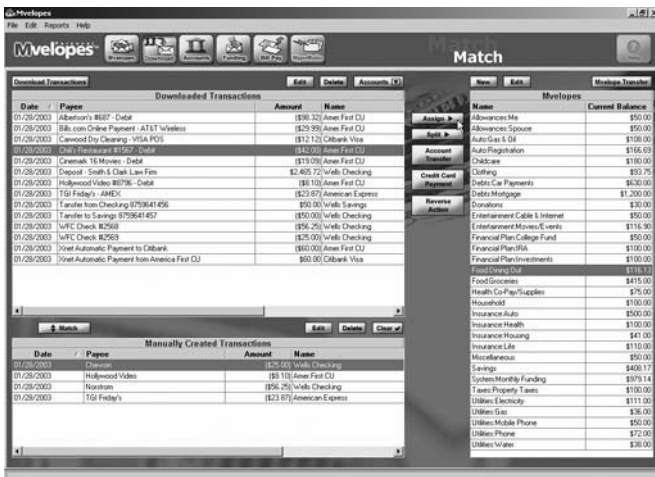 Mvelopes
File Edit Reports Help
Mvelopes
Mvelopes Download Accounts Funding Bill Pay
Match
Match
Download Transactions Edit Delete Accounts
Downloaded Transactions
Date Payee Amount Name
01/28/2003 Albertson's #687 - Debit ($98.32) Amer.First CU
01/28/2003 Bills.com Online Payment - AT&T Wireless ($29.99) Amer.First CU
01/28/2003 Carwood Dry Cleaning - VISA POS ($12.12) Citibank Visa
01/28/2003 Chili's Restaurant #1567 - Debit ($42.00) Amer.First CU
01/28/2003 Cinemark 16 Movies - Debit ($19.09) Amer.First CU
01/28/2003 Deposit - Smith & Clark Law Firm $2,465.72 Wells Checking
01/28/2003 Hollywood Video #8796 - Debit ($8.10) Amer.First CU
01/28/2003 TGI Friday's - AMEX ($23.87) American Express
01/28/2003 Tansfer from Checking 8759641456 $50.00 Wells Savings
01/28/2003 Tansfer to Savings 8759641457 ($50.00) Wells Checking
01/28/2003 WFC Check #2568 ($56.25) Wells Checking
01/28/2003 WFC Check #2569 ($25.00) Wells Checking
01/28/2003 Xnet Automatic Payment to Citibank ($60.00) Amer.First CU
01/28/2003 Xnet Automatic Payment from America First CU $60.00 Citibank Visa
Match Edit Delete Clear
Manually Created Transactions
Date Payee Amount Name
01/28/2003 Chevron ($25.00) Wells Checking
01/28/2003 Hollywood Video ($8.10) Amer.First CU
01/28/2003 Norstrom ($56.25) Wells Checking
01/28/2003 TGI Friday's ($23.87) American Express
Assign
Split
Account
Transfer
Credit Card
Payment
Reverse
Action
New Edit Mvelope Transfer
Mvelopes
Name Current Balance
Allowances:Me $50.00
Allowances:Spouse $50.00
Auto:Gas & Oil $108.00
Auto:Registration $166.69
Childcare $180.00
Clothing $93.75
Debts:Car Payments $630.00
Debts:Mortgage $1,200.00
Donations $30.00
Entertainment:Cable & Internet $50.00
Entertainment:Movies/Events $116.90
Financial Plan:College Fund $50.00
Financial Plan:IRA $100.00
Financial Plan:Investments $100.00
Food:Dining Out $116.13
Food:Groceries $415.00
Health:Co-Pay/Supplies $75.00
Household $100.00
Insurance:Auto $500.00
Insurance:Health $100.00
Insurance:Housing $41.00
Insurance:Life $110.00
Miscellaneous $50.00
Savings $408.17
System:Monthly Funding $979.14
Taxes:Property Taxes $100.00
Utilities:Electricity $111.00
Utilities:Gas $36.00
Utilities:Mobile Phone $50.00
Utilities:Phone $72.00
Utilities:Water $38.00